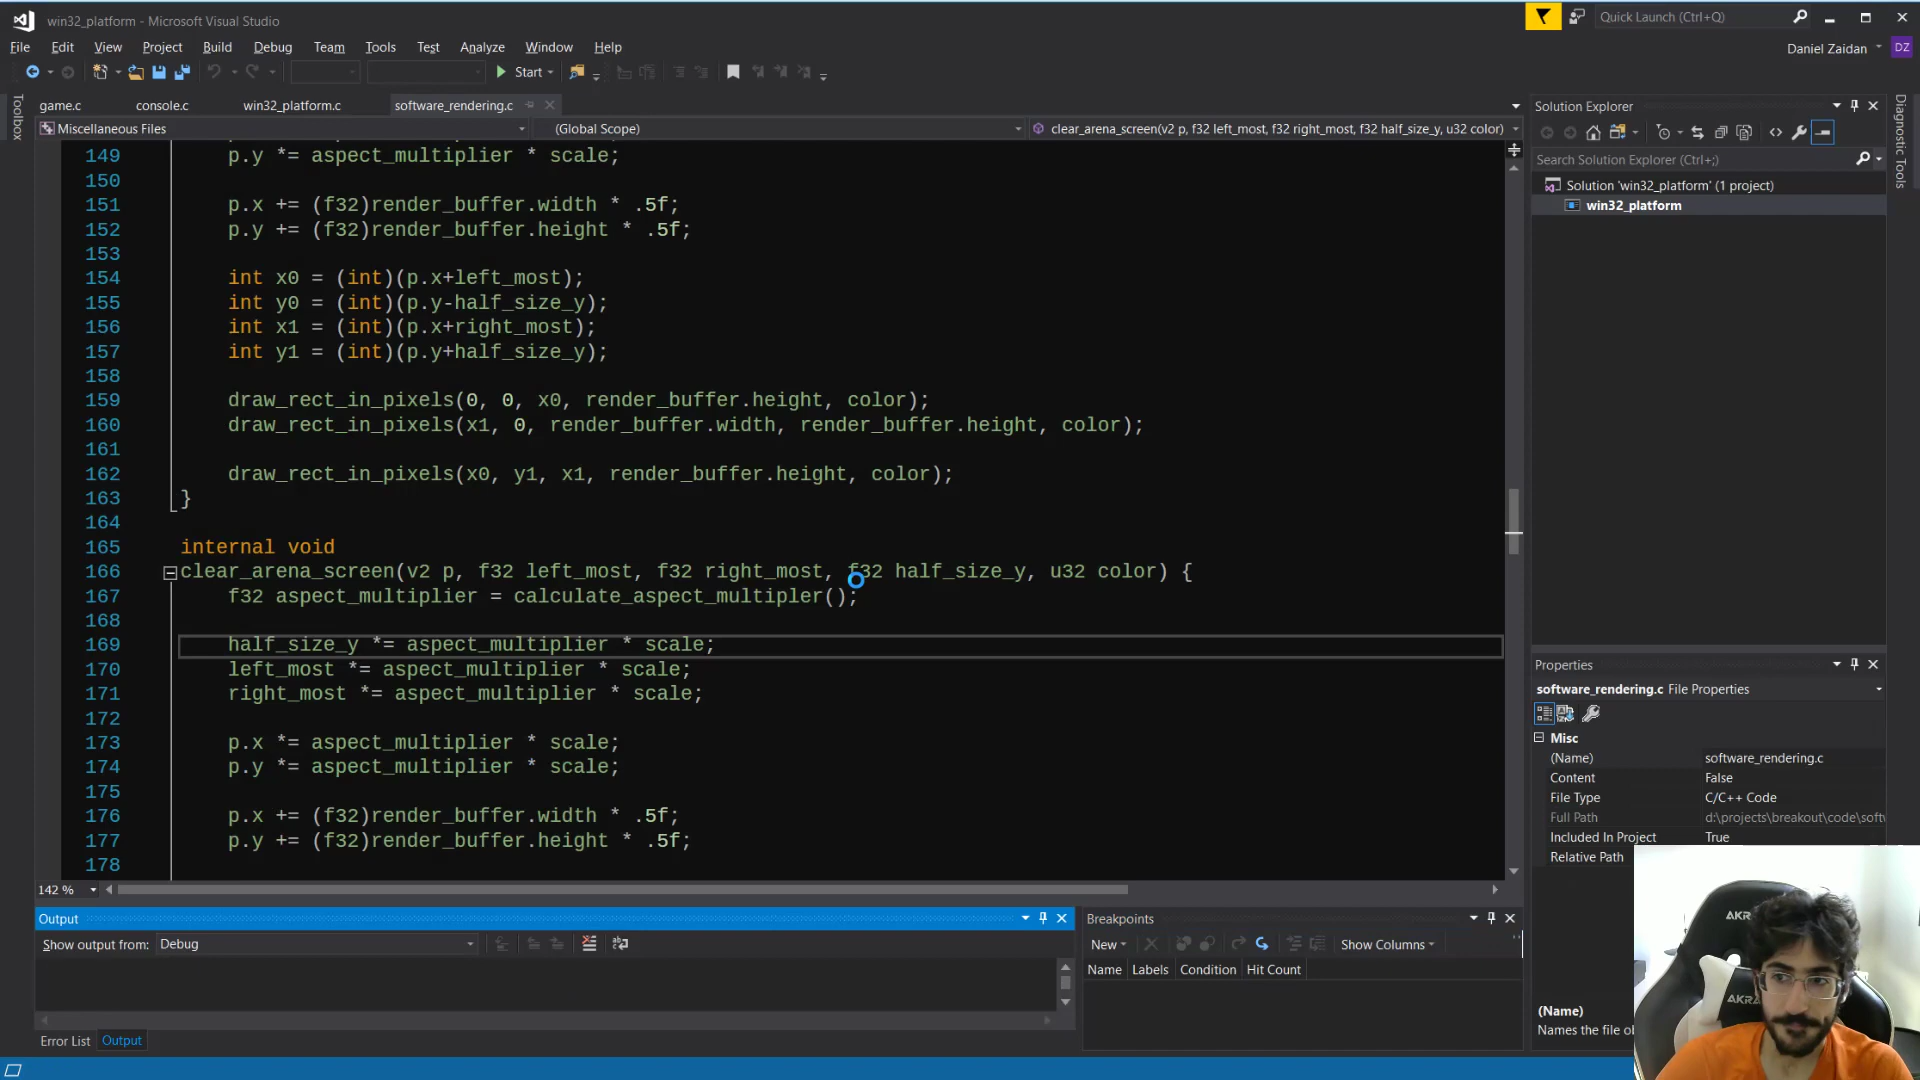 win32_platform - Microsoft Visual Studio
Quick Launch (Ctrl+Q)
File Edit View Project Build Debug Team Tools Test Analyze Window Help
Daniel Zaidan DZ
Start
Toolbox
game.c console.c win32_platform.c software_rendering.c
Miscellaneous Files (Global Scope) clear_arena_screen(v2 p, f32 left_most, f32 right_most, f32 half_size_y, u32 color)
149 p.y *= aspect_multiplier * scale;
150
151 p.x += (f32)render_buffer.width * .5f;
152 p.y += (f32)render_buffer.height * .5f;
153
154 int x0 = (int)(p.x+left_most);
155 int y0 = (int)(p.y-half_size_y);
156 int x1 = (int)(p.x+right_most);
157 int y1 = (int)(p.y+half_size_y);
158
159 draw_rect_in_pixels(0, 0, x0, render_buffer.height, color);
160 draw_rect_in_pixels(x1, 0, render_buffer.width, render_buffer.height, color);
161
162 draw_rect_in_pixels(x0, y1, x1, render_buffer.height, color);
163 }
164
165 internal void
166 clear_arena_screen(v2 p, f32 left_most, f32 right_most, f32 half_size_y, u32 color) {
167 f32 aspect_multiplier = calculate_aspect_multipler();
168
169 half_size_y *= aspect_multiplier * scale;
170 left_most *= aspect_multiplier * scale;
171 right_most *= aspect_multiplier * scale;
172
173 p.x *= aspect_multiplier * scale;
174 p.y *= aspect_multiplier * scale;
175
176 p.x += (f32)render_buffer.width * .5f;
177 p.y += (f32)render_buffer.height * .5f;
178
142 %
Output
Show output from: Debug
Error List Output
Breakpoints
New Show Columns
Name Labels Condition Hit Count
Solution Explorer
Search Solution Explorer (Ctrl+;)
Solution 'win32_platform' (1 project)
win32_platform
Diagnostic Tools
Properties
software_rendering.c File Properties
Misc
(Name) software_rendering.c
Content False
File Type C/C++ Code
Full Path d:\projects\breakout\code\soft
Included In Project True
Relative Path
(Name)
Names the file
AKR
AKRA